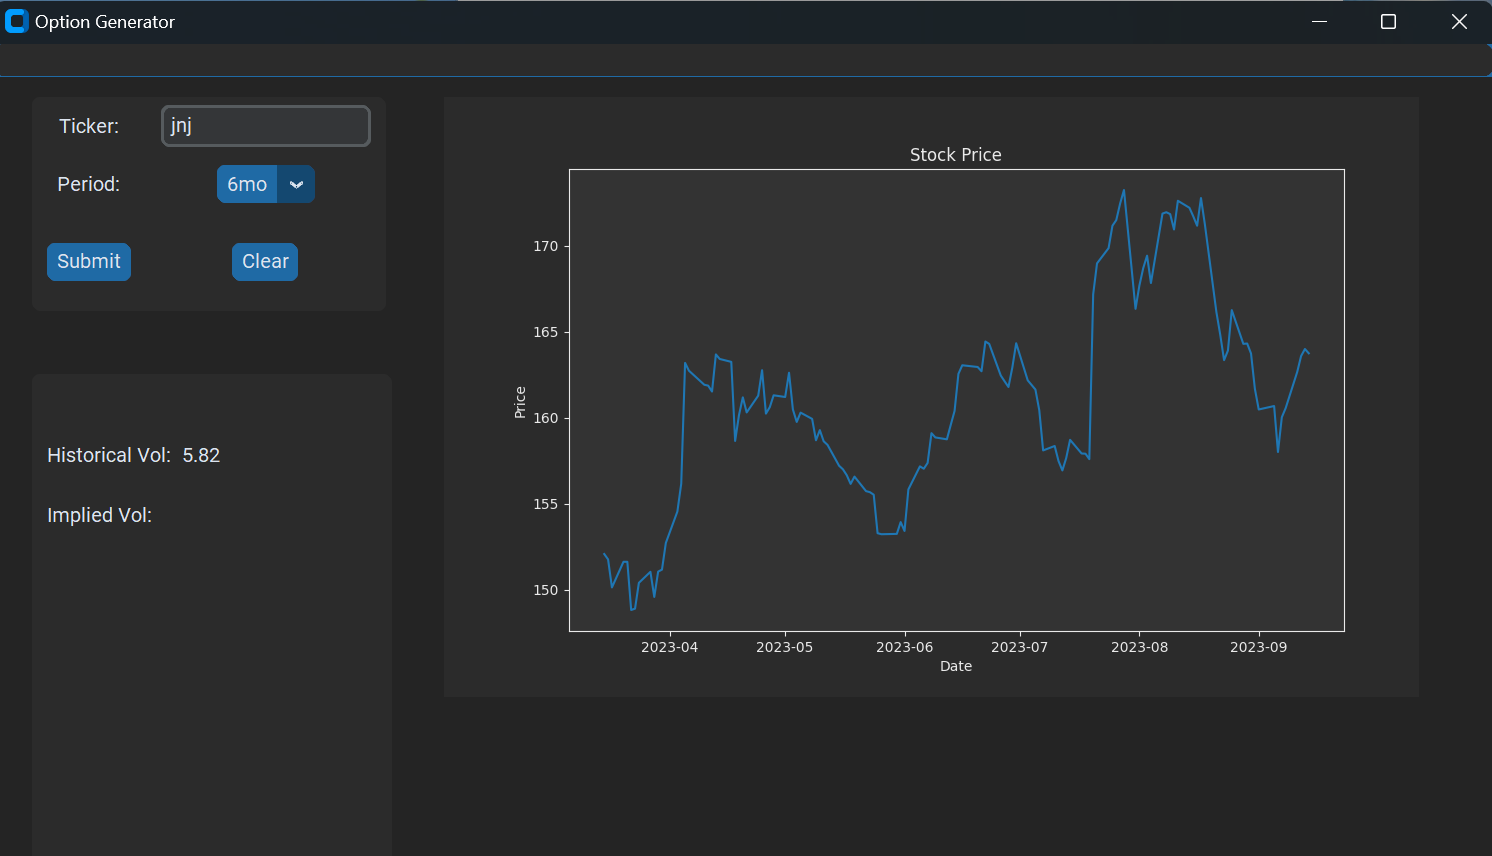 Option Generator
Ticker: jnj
Period: 6mo
Submit Clear
Historical Vol: 5.82
Implied Vol:
Stock Price
Price
170
165
160
155
150
2023-04 2023-05 2023-06 2023-07 2023-08 2023-09
Date